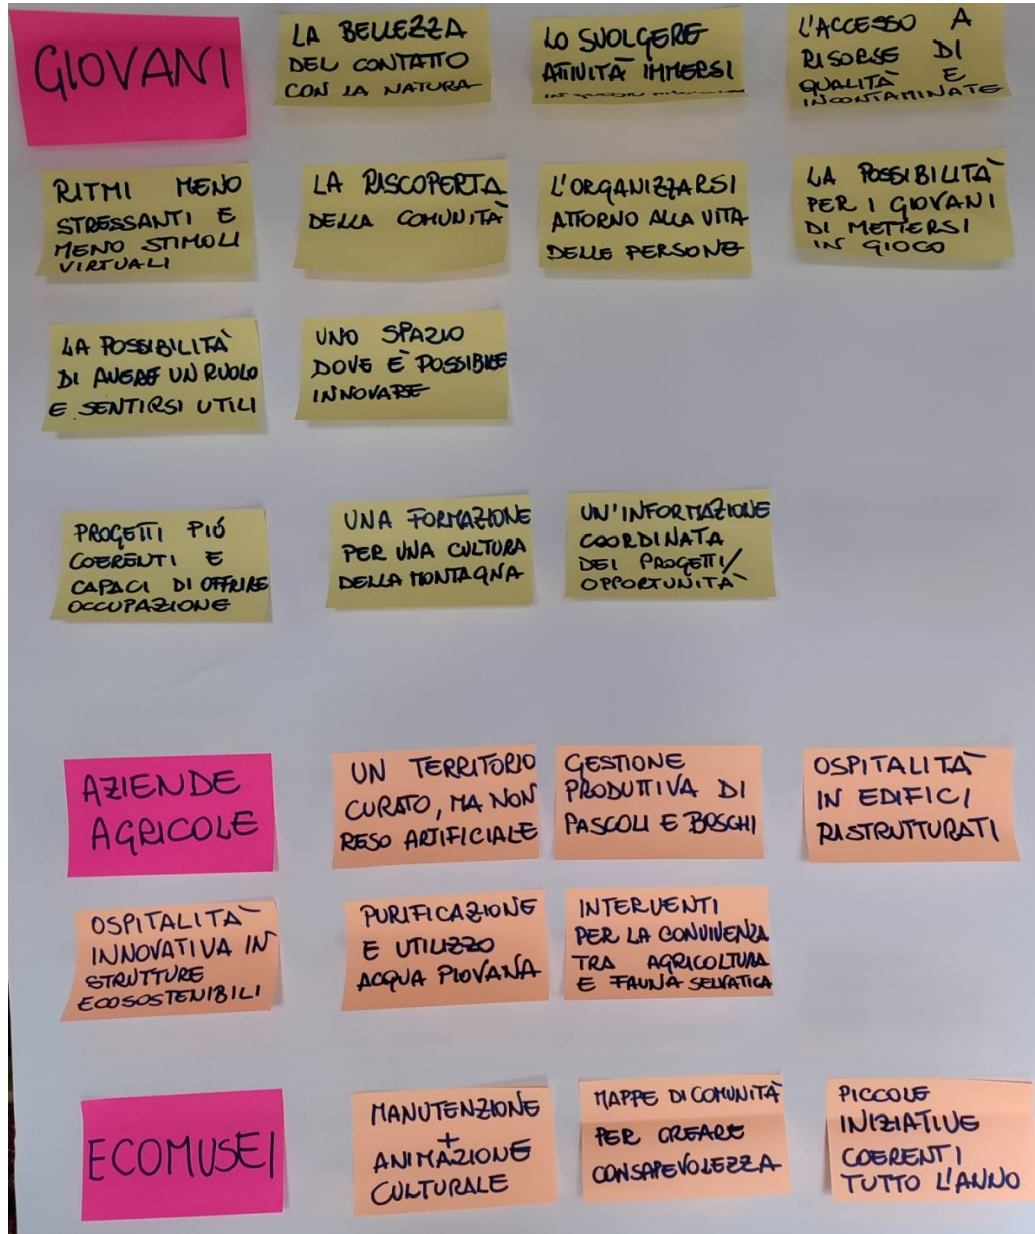 GIOVANI
LA BELLEZZA
DEL CONTATTO
CON LA NATURA
LO SVOLGERE
ATTIVITÀ IMMERSI
L'ACCESSO A
RISORSE DI
QUALITÀ E
INCONTAMINATE
RITMI MENO
STRESSANTI E
MENO STIMOLI
VIRTUALI
LA RISCOPERTA
DELLA COMUNITÀ
L'ORGANIZZARSI
ATTORNO ALLA VITA
DELLE PERSONE
LA POSSIBILITÀ
PER I GIOVANI
DI METTERSI
IN GIOCO
LA POSSIBILITÀ
DI AVERE UN RUOLO
E SENTIRSI UTILI
UNO SPAZIO
DOVE È POSSIBILE
INNOVARE
PROGETTI PIÓ
COERENTI E
CAPACI DI OFFRIRE
OCCUPAZIONE
UNA FORMAZIONE
PER UNA CULTURA
DELLA MONTAGNA
UN'INFORMAZIONE
COORDINATA
DEI PROGETTI/
OPPORTUNITÀ
AZIENDE
AGRICOLE
UN TERRITORIO
CURATO, MA NON
RESO ARTIFICIALE
GESTIONE
PRODUTTIVA DI
PASCOLI E BOSCHI
OSPITALITÀ
IN EDIFICI
RISTRUTTURATI
OSPITALITÀ
INNOVATIVA IN
STRUTTURE
ECOSOSTENIBILI
PURIFICAZIONE
E UTILIZZO
ACQUA PIOVANA
INTERVENTI
PER LA CONVIVENZA
TRA AGRICOLTURA
E FAUNA SELVATICA
ECOMUSEI
MANUTENZIONE
+
ANIMAZIONE
CULTURALE
MAPPE DI COMUNITÀ
PER CREARE
CONSAPEVOLEZZA
PICCOLE
INIZIATIVE
COERENTI
TUTTO L'ANNO